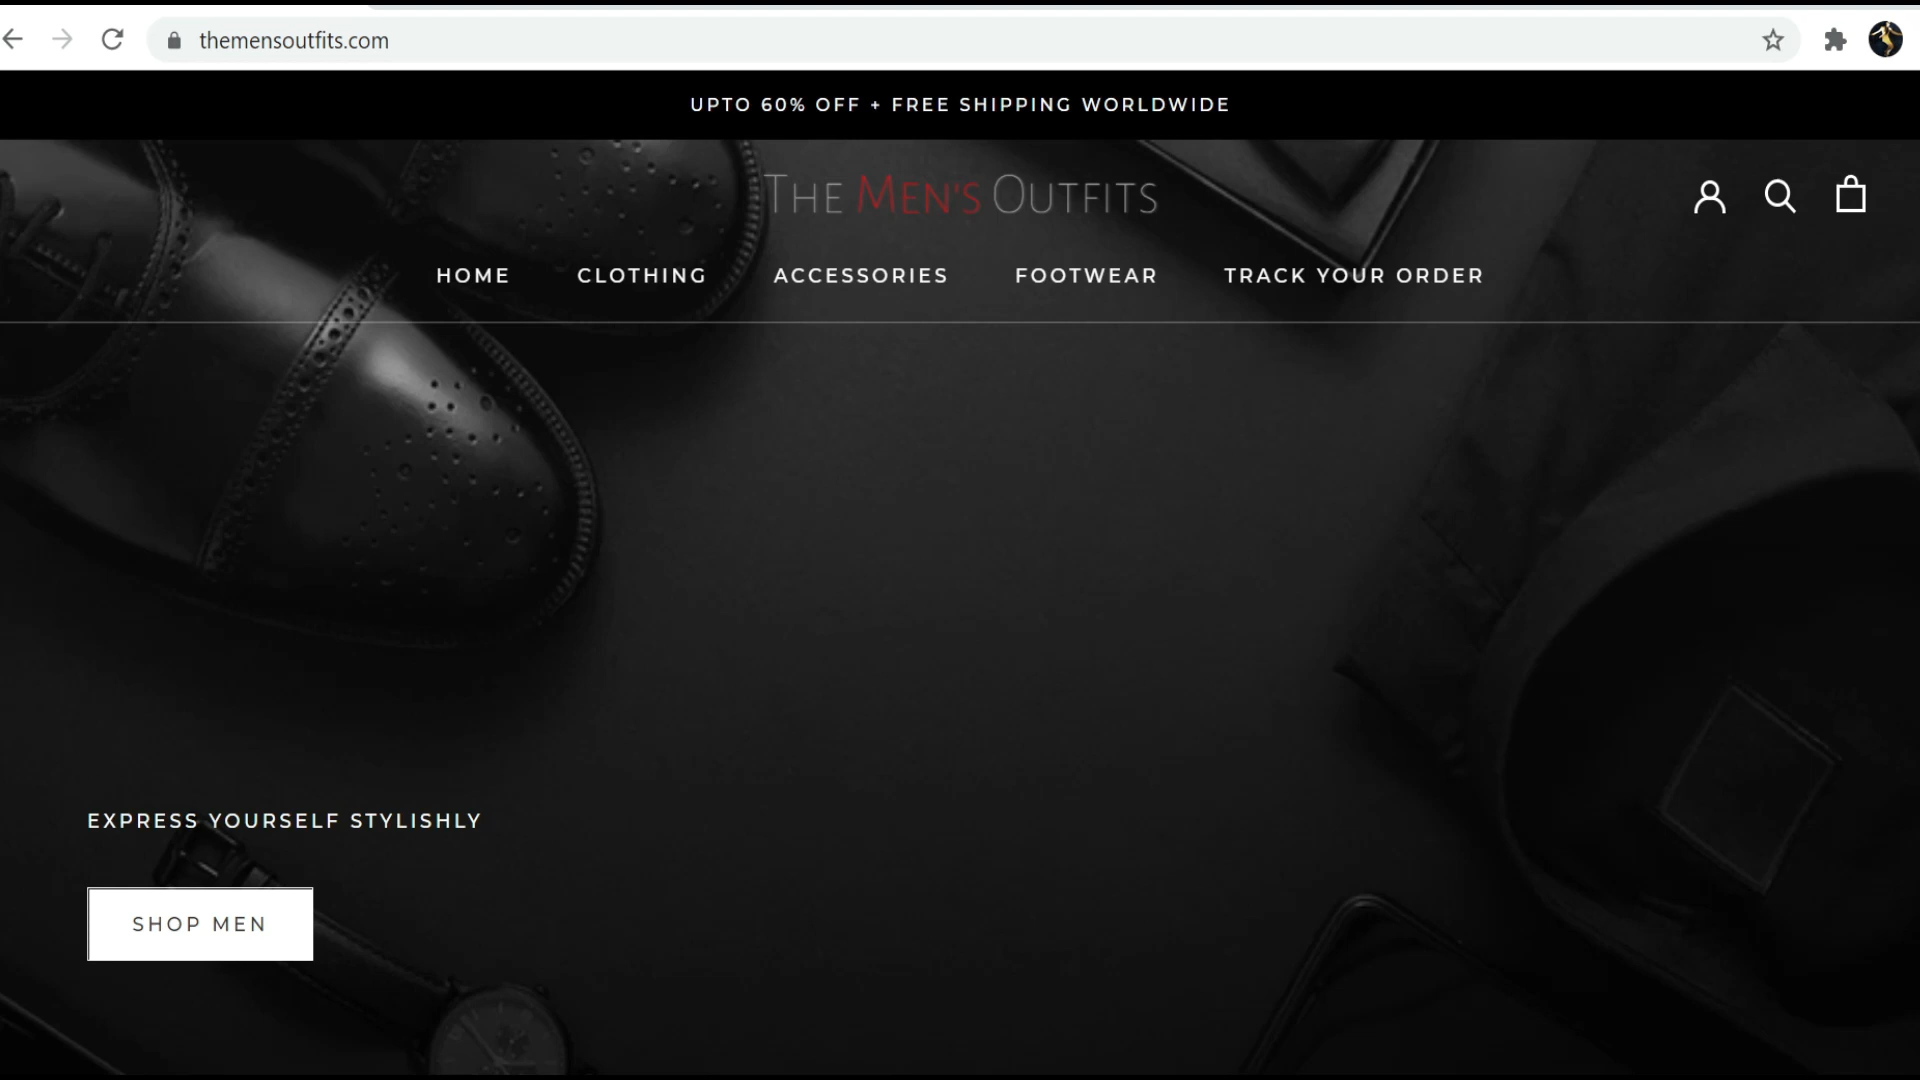 themensoutfits.com
UPTO 60% OFF + FREE SHIPPING WORLDWIDE
THE MEN'S OUTFITS
HOME CLOTHING ACCESSORIES FOOTWEAR TRACK YOUR ORDER
EXPRESS YOURSELF STYLISHLY
SHOP MEN